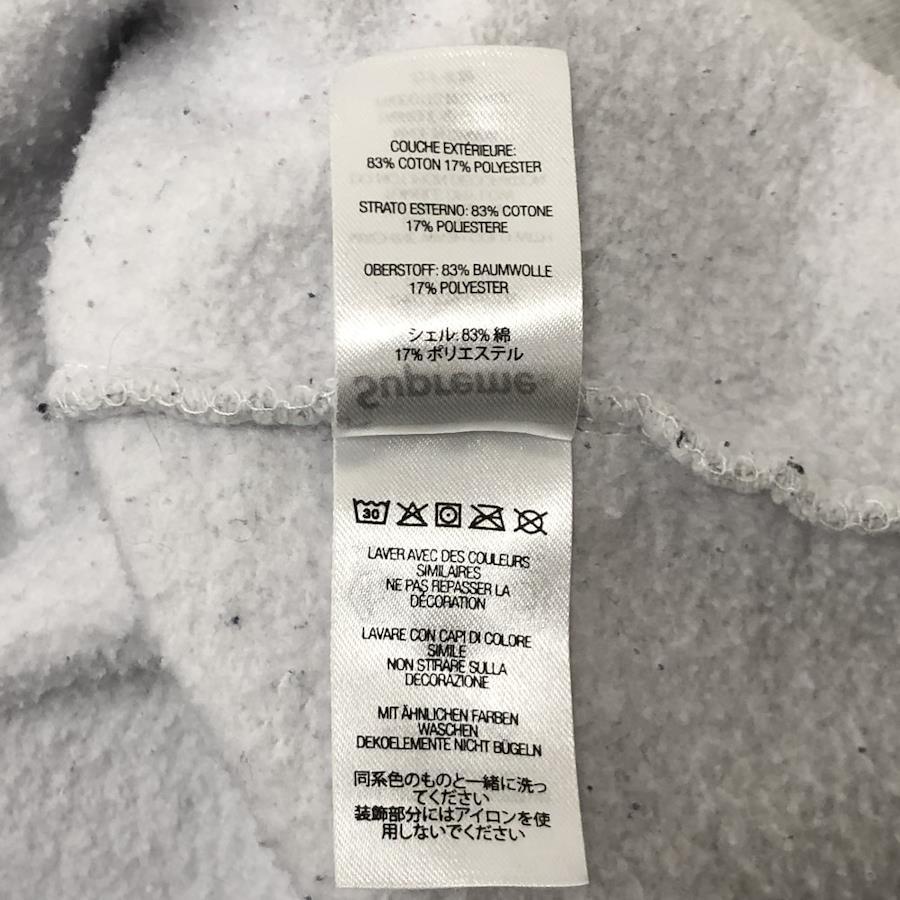 COUCHE EXTÉRIEURE:
83% COTON 17% POLYESTER
STRATO ESTERNO: 83% COTONE
17% POLIESTERE
OBERSTOFF: 83% BAUMWOLLE
17% POLYESTER
シェル: 83% 綿
17% ポリエステル
Supreme
30
LAVER AVEC DES COULEURS
SIMILAIRES
NE PAS REPASSER LA
DÉCORATION
LAVARE CON CAPI DI COLORE
SIMILE
NON STIRARE SULLA
DECORAZIONE
MIT ÄHNLICHEN FARBEN
WASCHEN
DEKOELEMENTE NICHT BÜGELN
同系色のものと一緒に洗っ
てください
装飾部分にはアイロンを使
用しないでください